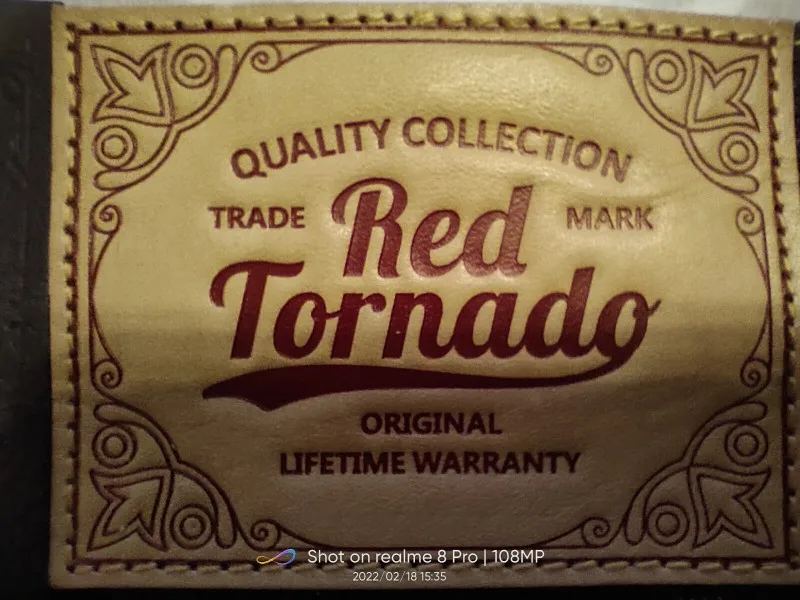 QUALITY COLLECTION
TRADE Red MARK
Tornado
ORIGINAL
LIFETIME WARRANTY
Shot on realme 8 Pro | 108MP
2022/02/18 15:35